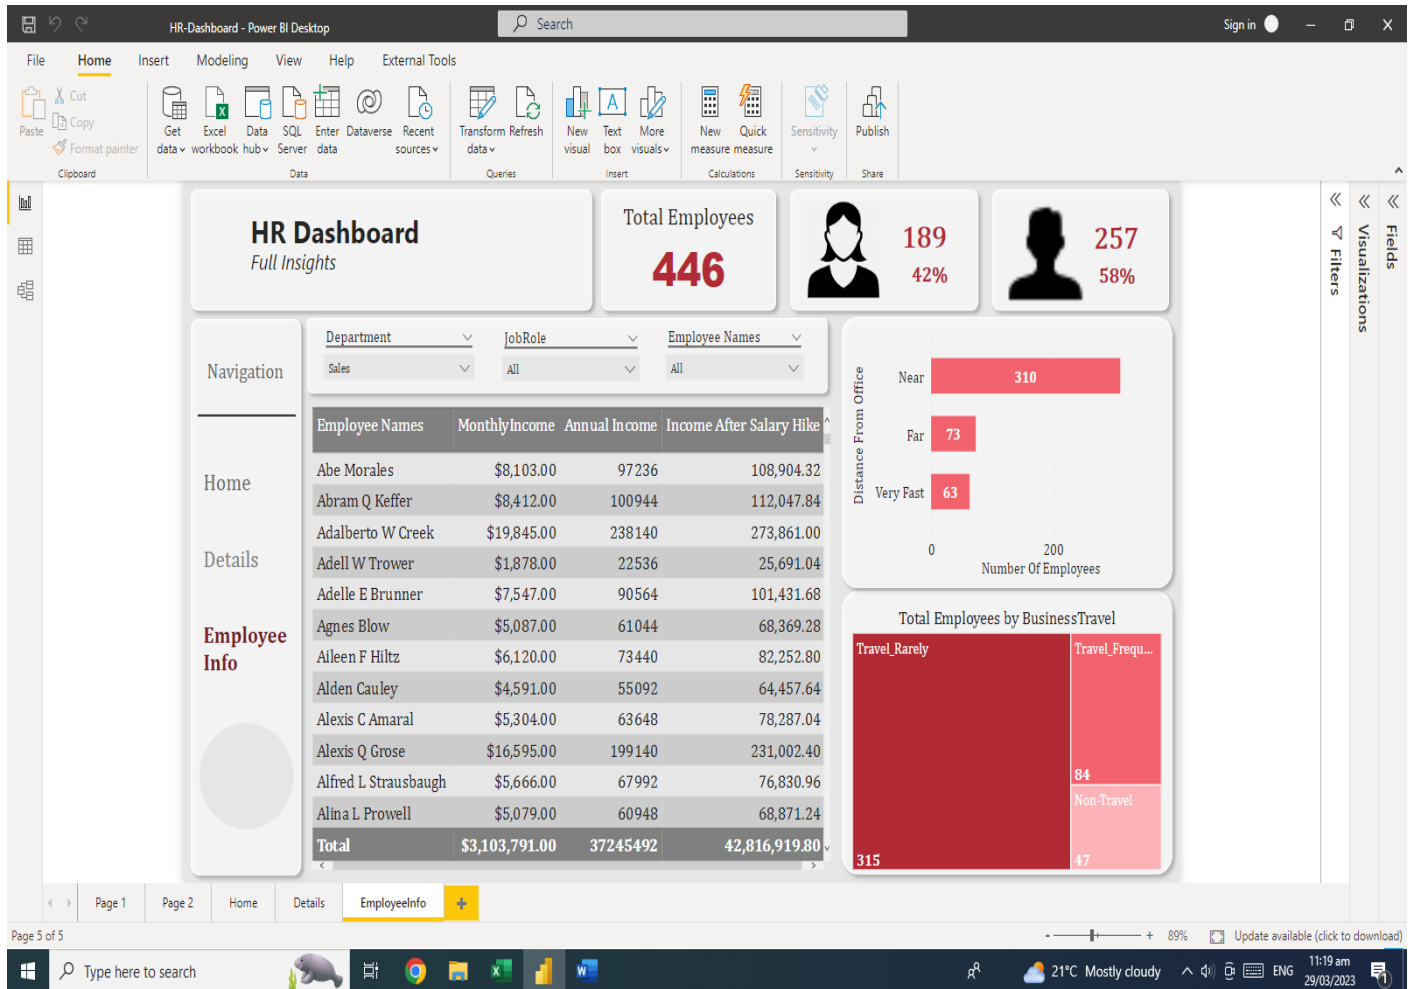 HR-Dashboard - Power BI Desktop
Search
Sign in
File Home Insert Modeling View Help External Tools
Paste
Cut
Copy
Format painter
Clipboard
Get data
Excel workbook
Data hub
SQL Server
Enter data
Dataverse
Recent sources
Data
Transform data
Refresh
Queries
New visual
Text box
More visuals
Insert
New measure
Quick measure
Calculations
Sensitivity
Sensitivity
Publish
Share
HR Dashboard
Full Insights
Total Employees
446
189
42%
257
58%
Filters
Visualizations
Fields
Navigation
Home
Details
Employee
Info
Department
Sales
JobRole
All
Employee Names
All
Employee Names MonthlyIncome Annual Income Income After Salary Hike
Abe Morales $8,103.00 97236 108,904.32
Abram Q Keffer $8,412.00 100944 112,047.84
Adalberto W Creek $19,845.00 238140 273,861.00
Adell W Trower $1,878.00 22536 25,691.04
Adelle E Brunner $7,547.00 90564 101,431.68
Agnes Blow $5,087.00 61044 68,369.28
Aileen F Hiltz $6,120.00 73440 82,252.80
Alden Cauley $4,591.00 55092 64,457.64
Alexis C Amaral $5,304.00 63648 78,287.04
Alexis Q Grose $16,595.00 199140 231,002.40
Alfred L Strausbaugh $5,666.00 67992 76,830.96
Alina L Prowell $5,079.00 60948 68,871.24
Total $3,103,791.00 37245492 42,816,919.80
Distance From Office
Near 310
Far 73
Very Fast 63
0 200
Number Of Employees
Total Employees by BusinessTravel
Travel_Rarely
315
Travel_Frequ...
84
Non-Travel
47
Page 1 Page 2 Home Details EmployeeInfo +
Page 5 of 5
- + 89%
Update available (click to download)
Type here to search
21°C Mostly cloudy
ENG
11:19 am
29/03/2023
1